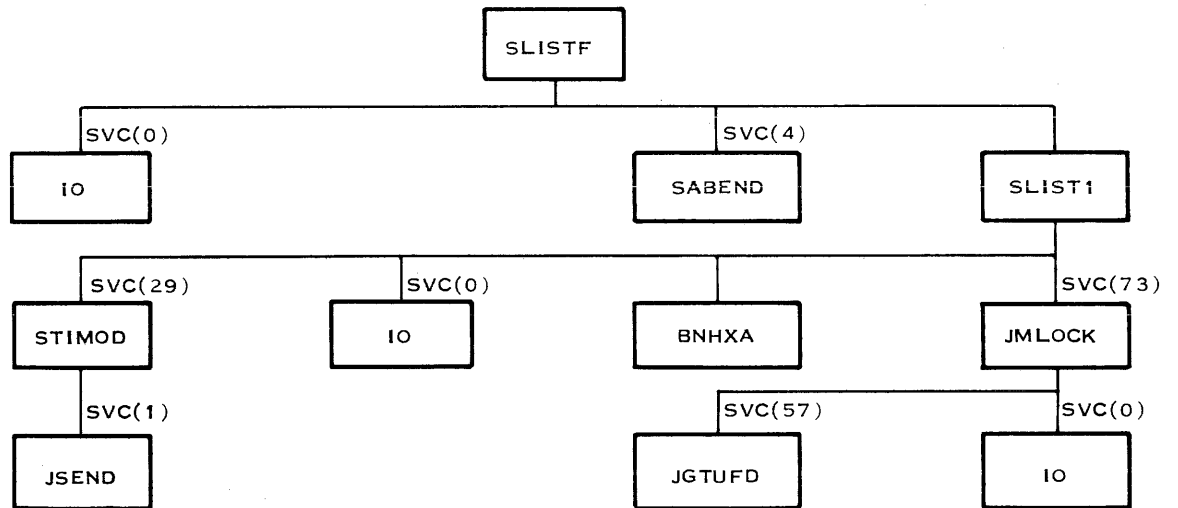 SLISTF
SVC(0)
SVC(4)
IO
SABEND
SLIST1
SVC(29)
SVC(0)
SVC(73)
STIMOD
IO
BNHXA
JMLOCK
SVC(1)
SVC(57)
SVC(0)
JSEND
JGTUFD
IO